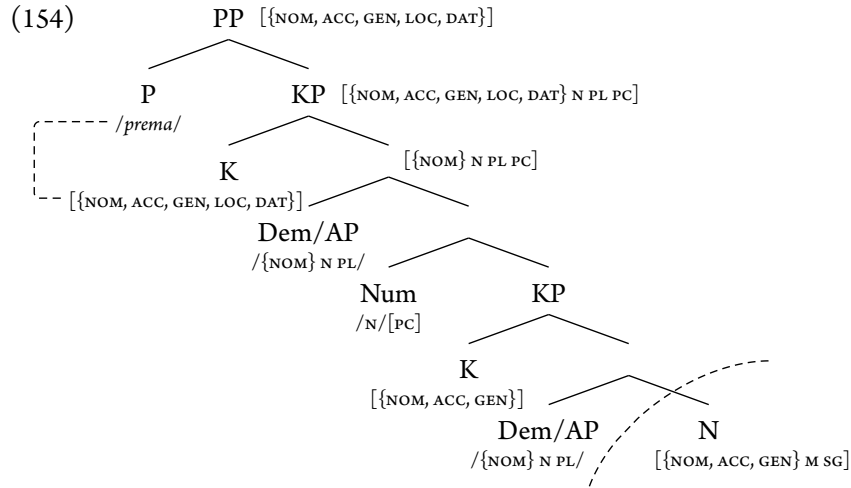 (154)
PP [{NOM, ACC, GEN, LOC, DAT}]
P KP [{NOM, ACC, GEN, LOC, DAT} N PL PC]
/prema/
K [{NOM} N PL PC]
[{NOM, ACC, GEN, LOC, DAT}]
Dem/AP
/{NOM} N PL/
Num KP
/N/[PC]
K
[{NOM, ACC, GEN}]
Dem/AP N
/{NOM} N PL/ [{NOM, ACC, GEN} M SG]